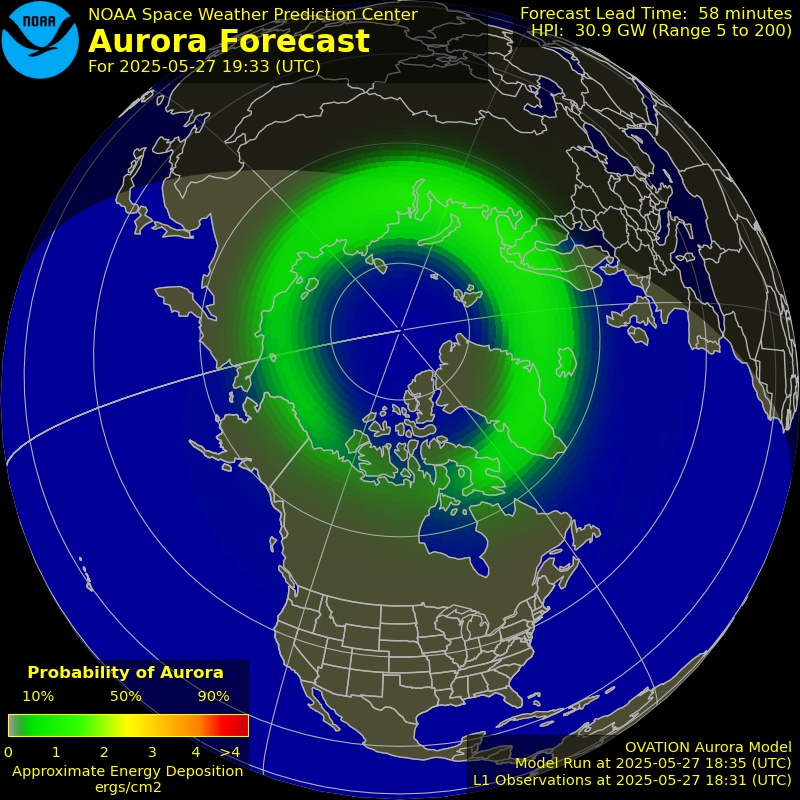 NOAA
NOAA Space Weather Prediction Center
Aurora Forecast
For 2025-05-27 19:33 (UTC)
Forecast Lead Time: 58 minutes
HPI: 30.9 GW (Range 5 to 200)
Probability of Aurora
10% 50% 90%
0 1 2 3 4 >4
Approximate Energy Deposition
ergs/cm2
OVATION Aurora Model
Model Run at 2025-05-27 18:35 (UTC)
L1 Observations at 2025-05-27 18:31 (UTC)